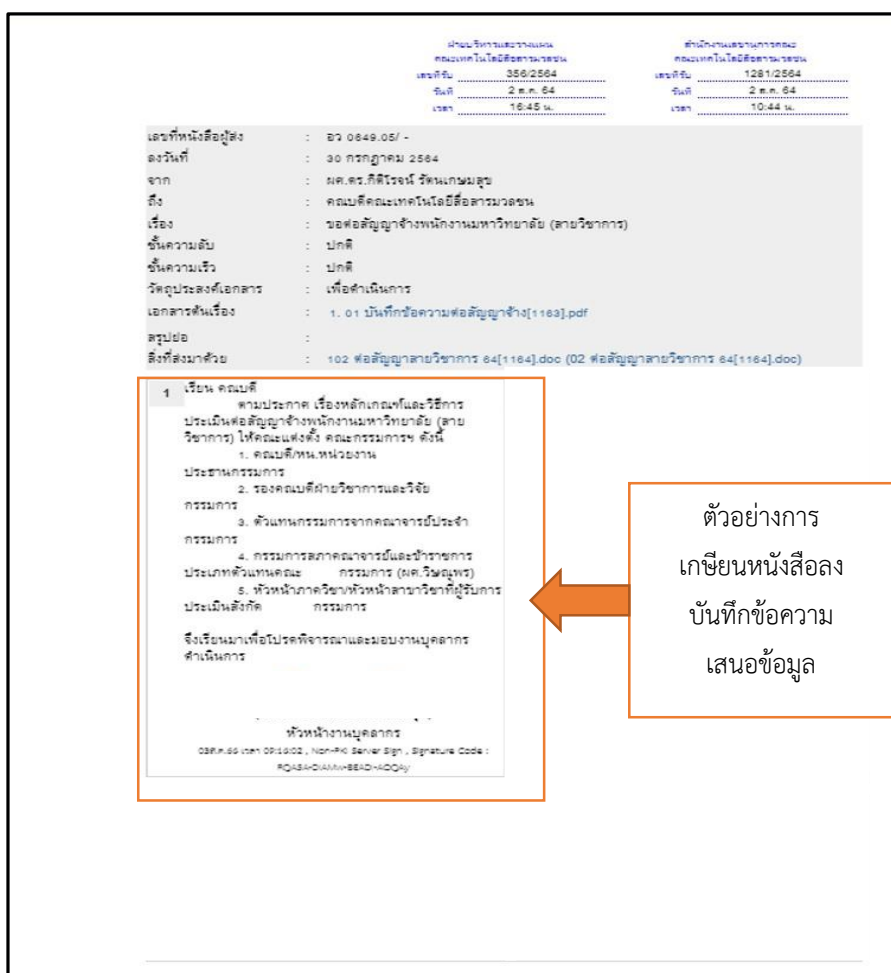 ฝ่ายบริหารและวางแผน
คณะเทคโนโลยีสื่อสารมวลชน
เลขที่รับ 356/2564
วันที่ 2 ส.ค. 64
เวลา 16:45 น.
สำนักงานเลขานุการคณะ
คณะเทคโนโลยีสื่อสารมวลชน
เลขที่รับ 1281/2564
วันที่ 2 ส.ค. 64
เวลา 10:44 น.
เลขที่หนังสือผู้ส่ง : อว 0649.05/ -
ลงวันที่ : 30 กรกฎาคม 2564
จาก : ผศ.ดร.กิติโรจน์ รัตนเกษมสุข
ถึง : คณบดีคณะเทคโนโลยีสื่อสารมวลชน
เรื่อง : ขอต่อสัญญาจ้างพนักงานมหาวิทยาลัย (สายวิชาการ)
ชั้นความลับ : ปกติ
ชั้นความเร็ว : ปกติ
วัตถุประสงค์เอกสาร : เพื่อดำเนินการ
เอกสารต้นเรื่อง : 1. 01 บันทึกข้อความต่อสัญญาจ้าง[1163].pdf
สรุปย่อ :
สิ่งที่ส่งมาด้วย : 102 ต่อสัญญาสายวิชาการ 64[1164].doc (02 ต่อสัญญาสายวิชาการ 64[1164].doc)
1 เรียน คณบดี
ตามประกาศ เรื่องหลักเกณฑ์และวิธีการ
ประเมินต่อสัญญาจ้างพนักงานมหาวิทยาลัย (สาย
วิชาการ) ให้คณะแต่งตั้ง คณะกรรมการฯ ดังนี้
1. คณบดี/หน.หน่วยงาน
ประธานกรรมการ
2. รองคณบดีฝ่ายวิชาการและวิจัย
กรรมการ
3. ตัวแทนกรรมการจากคณาจารย์ประจำ
กรรมการ
4. กรรมการสภาคณาจารย์และข้าราชการ
ประเภทตัวแทนคณะ กรรมการ (ผศ.วิษณุพร)
5. หัวหน้าภาควิชา/หัวหน้าสาขาวิชาที่ผู้รับการ
ประเมินสังกัด กรรมการ
จึงเรียนมาเพื่อโปรดพิจารณาและมอบงานบุคลากร
ดำเนินการ
หัวหน้างานบุคลากร
เวลา 09:16:02 , Non-PKI Server Sign , Signature Code :
ตัวอย่างการ
เกษียนหนังสือลง
บันทึกข้อความ
เสนอข้อมูล